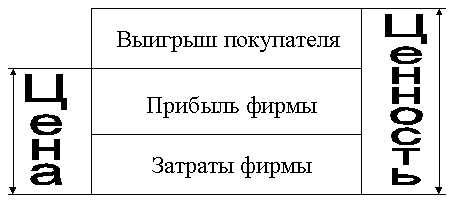 Выигрыш покупателя
Прибыль фирмы
Затраты фирмы
Цена
Ценность